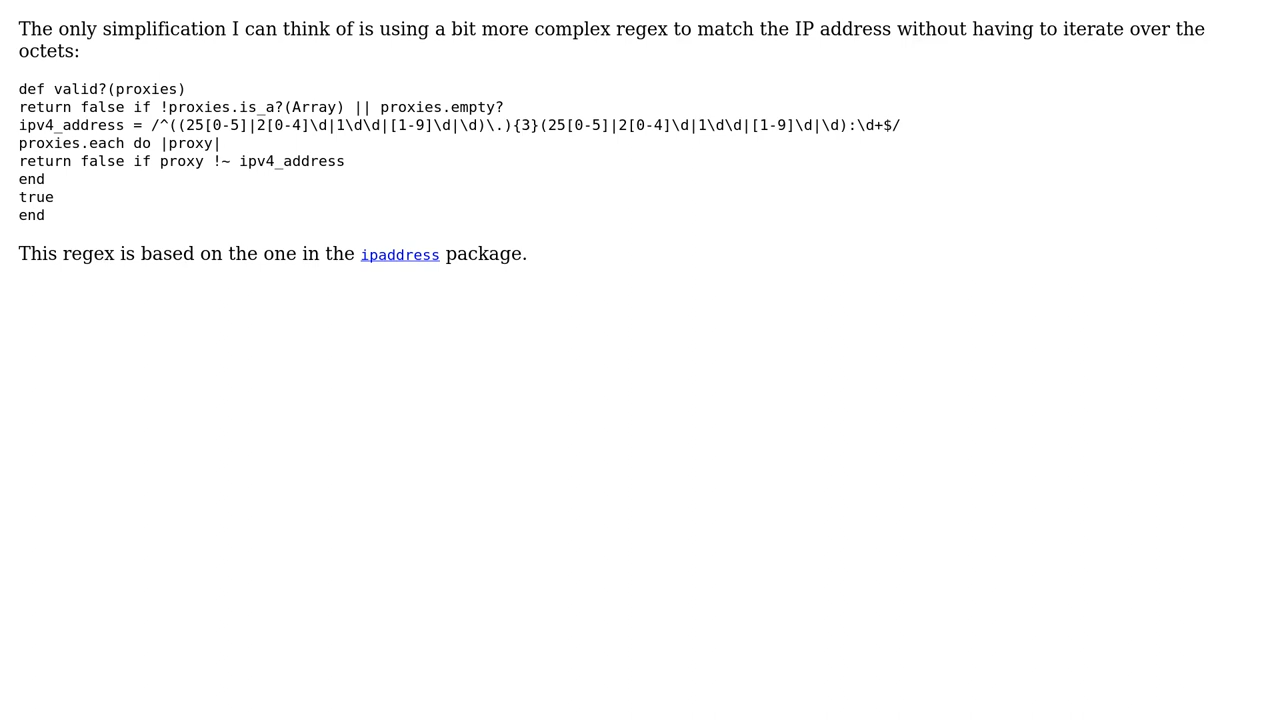 The only simplification I can think of is using a bit more complex regex to match the IP address without having to iterate over the
octets:
def valid?(proxies)
return false if !proxies.is_a?(Array) || proxies.empty?
ipv4_address = /^((25[0-5]|2[0-4]\d|1\d\d|[1-9]\d|\d)\.){3}(25[0-5]|2[0-4]\d|1\d\d|[1-9]\d|\d):\d+$/
proxies.each do |proxy|
return false if proxy !~ ipv4_address
end
true
end
This regex is based on the one in the ipaddress package.